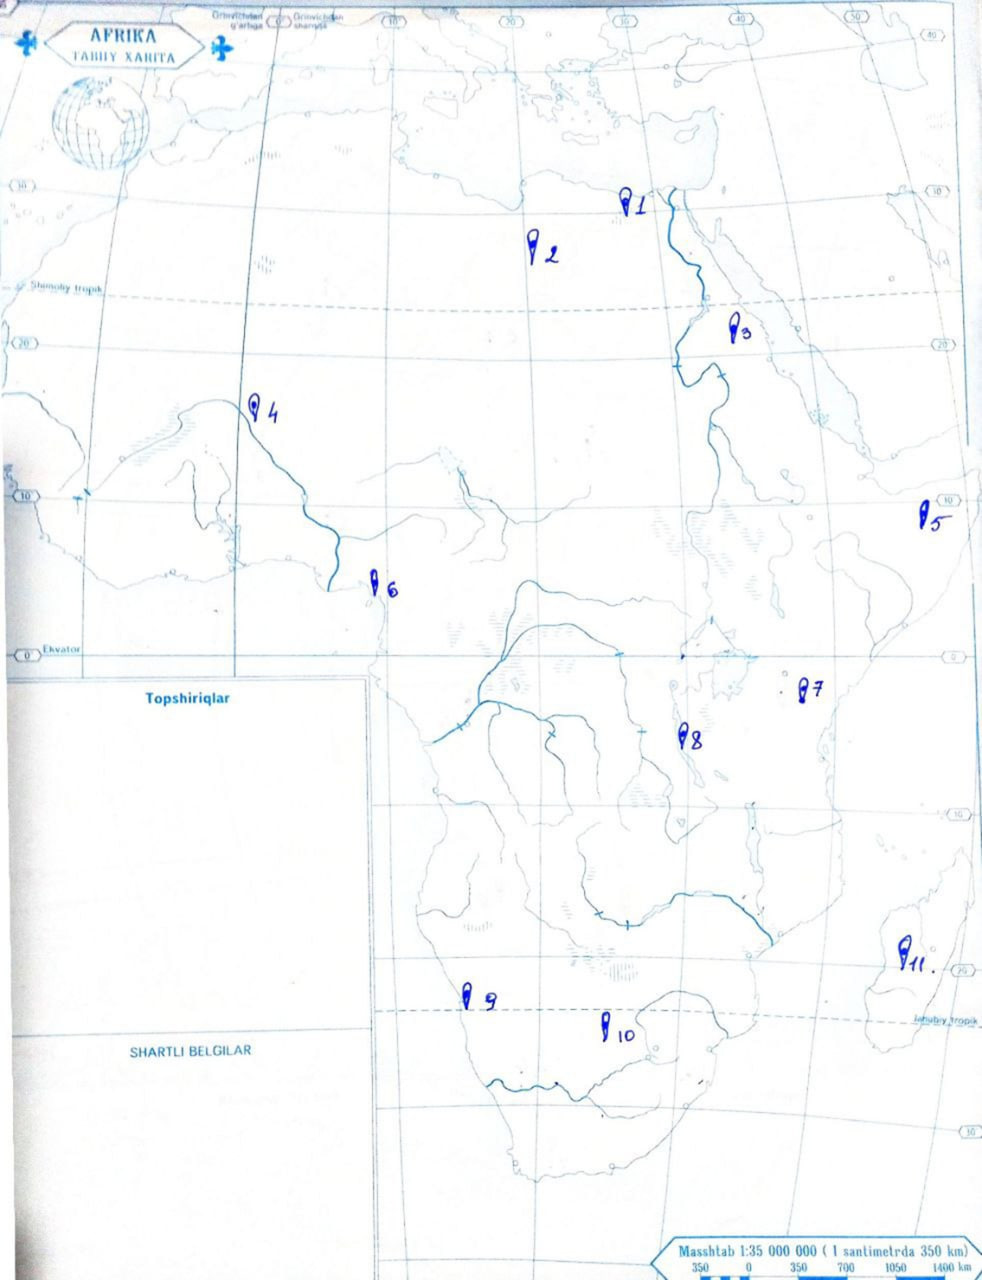 AFRIKA
TABIIY XARITA
Grinvichdan
g'arbga
Grinvichdan
sharqqa
0
10
20
30
40
50
40
30
1
30
2
Shimoliy tropik
3
20
20
4
10
10
5
6
Ekvator
0
0
7
8
Topshiriqlar
10
11.
20
9
Janubiy tropik
10
SHARTLI BELGILAR
30
Masshtab 1:35 000 000 ( 1 santimetrda 350 km)
350 0 350 700 1050 1400 km